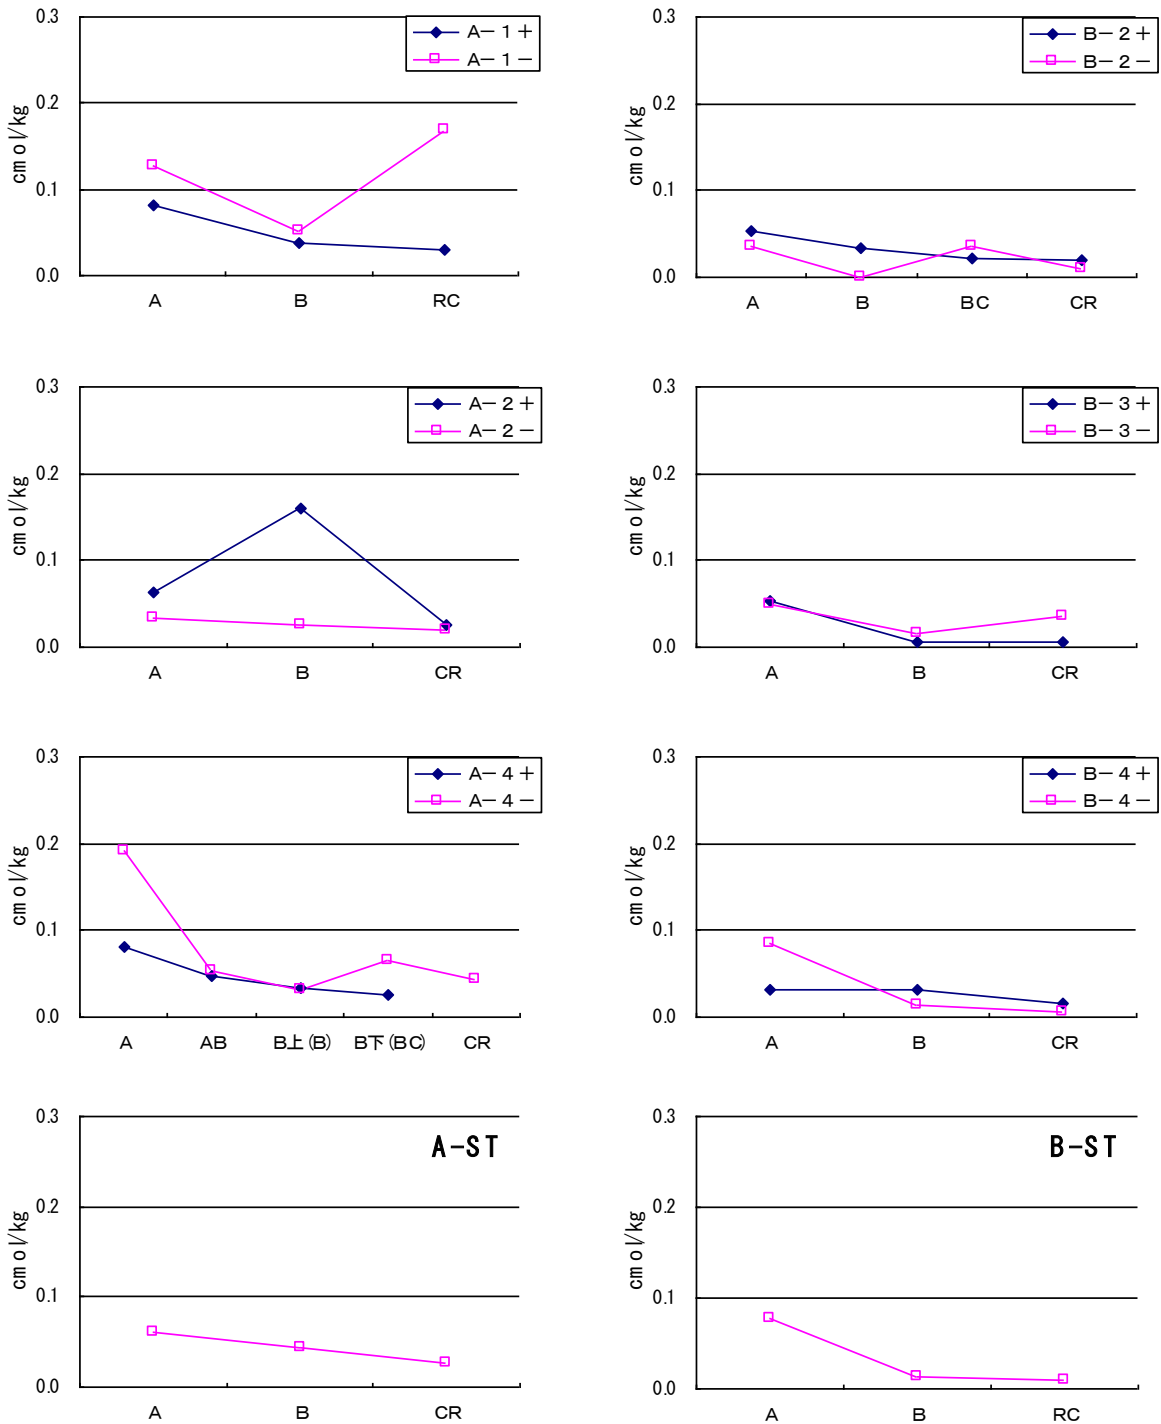 0.3
0.2
0.1
0.0
cmol/kg
A－１＋
A－１－
A B RC
0.3
0.2
0.1
0.0
cmol/kg
B－２＋
B－２－
A B BC CR
0.3
0.2
0.1
0.0
cmol/kg
A－２＋
A－２－
A B CR
0.3
0.2
0.1
0.0
cmol/kg
B－３＋
B－３－
A B CR
0.3
0.2
0.1
0.0
cmol/kg
A－４＋
A－４－
A AB B上(B) B下(BC) CR
0.3
0.2
0.1
0.0
cmol/kg
B－４＋
B－４－
A B CR
0.3
0.2
0.1
0.0
cmol/kg
A-ST
A B CR
0.3
0.2
0.1
0.0
cmol/kg
B-ST
A B RC